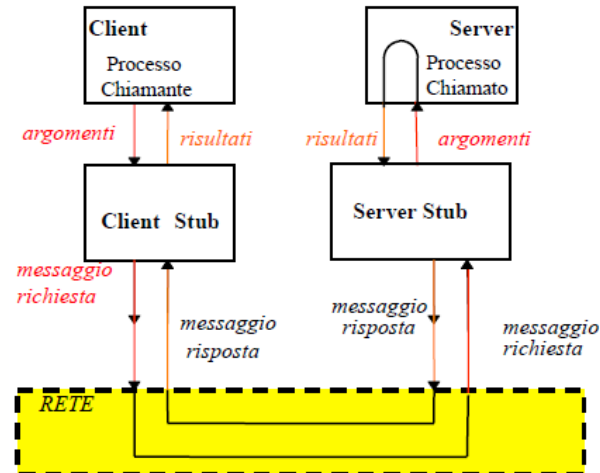 Client
Processo
Chiamante
Server
Processo
Chiamato
argomenti
risultati
risultati
argomenti
Client Stub
Server Stub
messaggio
richiesta
messaggio
risposta
messaggio
risposta
messaggio
richiesta
RETE